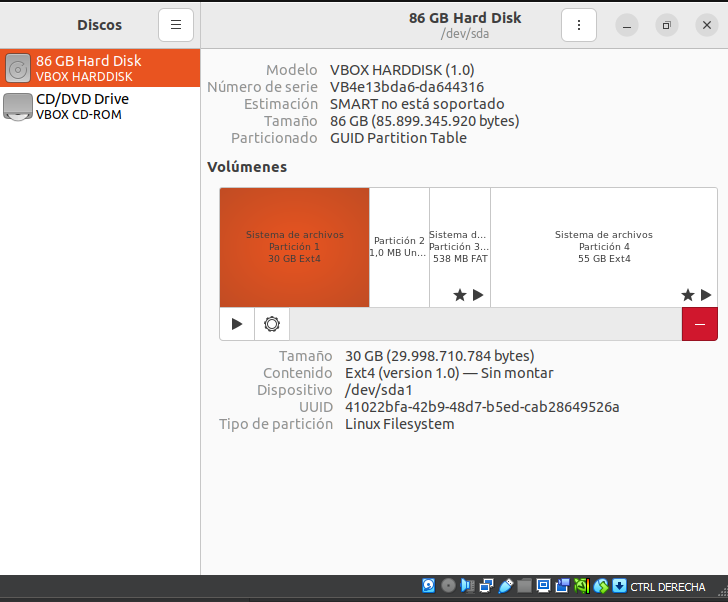 Discos
86 GB Hard Disk
/dev/sda
86 GB Hard Disk
VBOX HARDDISK
CD/DVD Drive
VBOX CD-ROM
Modelo VBOX HARDDISK (1.0)
Número de serie VB4e13bda6-da644316
Estimación SMART no está soportado
Tamaño 86 GB (85.899.345.920 bytes)
Particionado GUID Partition Table
Volúmenes
Sistema de archivos
Partición 1
30 GB Ext4
Partición 2
1,0 MB Un...
Sistema d...
Partición 3...
538 MB FAT
Sistema de archivos
Partición 4
55 GB Ext4
Tamaño 30 GB (29.998.710.784 bytes)
Contenido Ext4 (version 1.0) — Sin montar
Dispositivo /dev/sda1
UUID 41022bfa-42b9-48d7-b5ed-cab28649526a
Tipo de partición Linux Filesystem
CTRL DERECHA